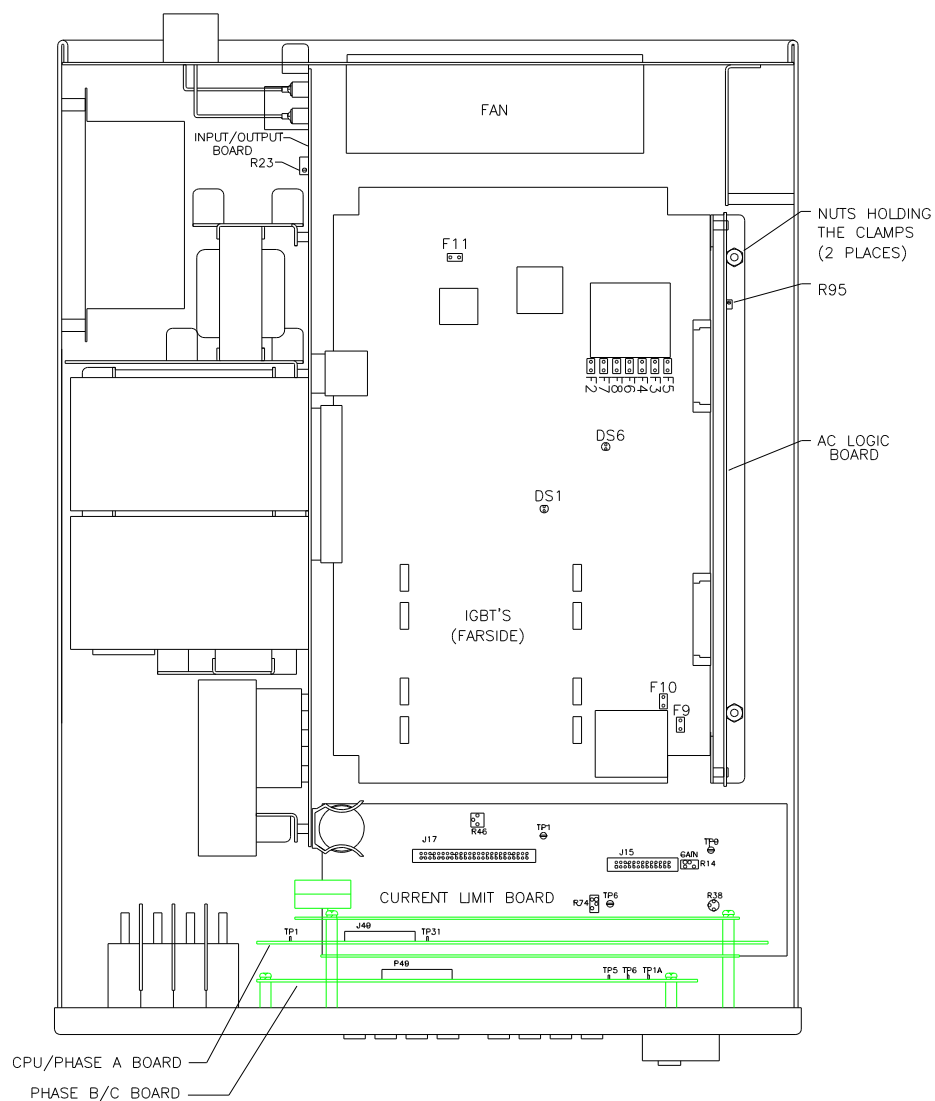 FAN
INPUT/OUTPUT
BOARD
R23
NUTS HOLDING
THE CLAMPS
(2 PLACES)
F11
R95
F2
F7
F8
F6
F4
F3
F5
DS6
AC LOGIC
BOARD
DS1
IGBT'S
(FARSIDE)
F10
F9
R46
TP1
J17
TP9
J15
GAIN
R14
CURRENT LIMIT BOARD
R74
TP6
R38
TP1
J49
TP31
P49
TP5
TP6
TP1A
CPU/PHASE A BOARD
PHASE B/C BOARD